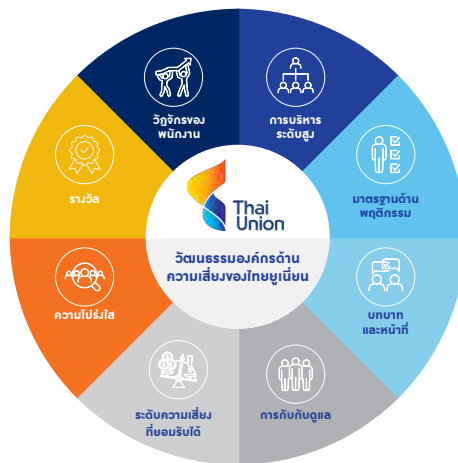 วัฏจักรของ
พนักงาน
การบริหาร
ระดับสูง
รางวัล
มาตรฐานด้าน
พฤติกรรม
Thai
Union
วัฒนธรรมองค์กรด้าน
ความเสี่ยงของไทยยูเนี่ยน
ความโปร่งใส
บทบาท
และหน้าที่
ระดับความเสี่ยง
ที่ยอมรับได้
การกับกับดูแล